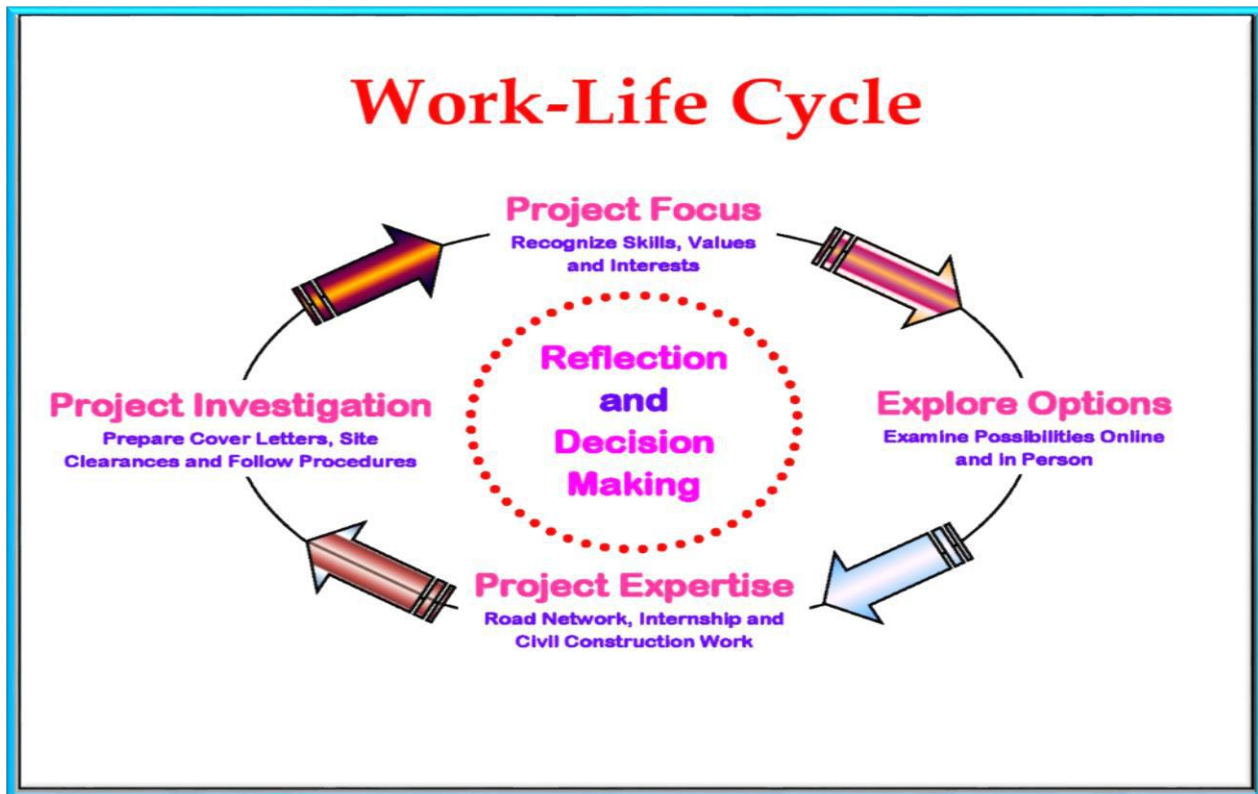 Work-Life Cycle
Project Focus
Recognize Skills, Values
and Interests
Explore Options
Examine Possibilities Online
and in Person
Project Expertise
Road Network, Internship and
Civil Construction Work
Project Investigation
Prepare Cover Letters, Site
Clearances and Follow Procedures
Reflection
and
Decision
Making